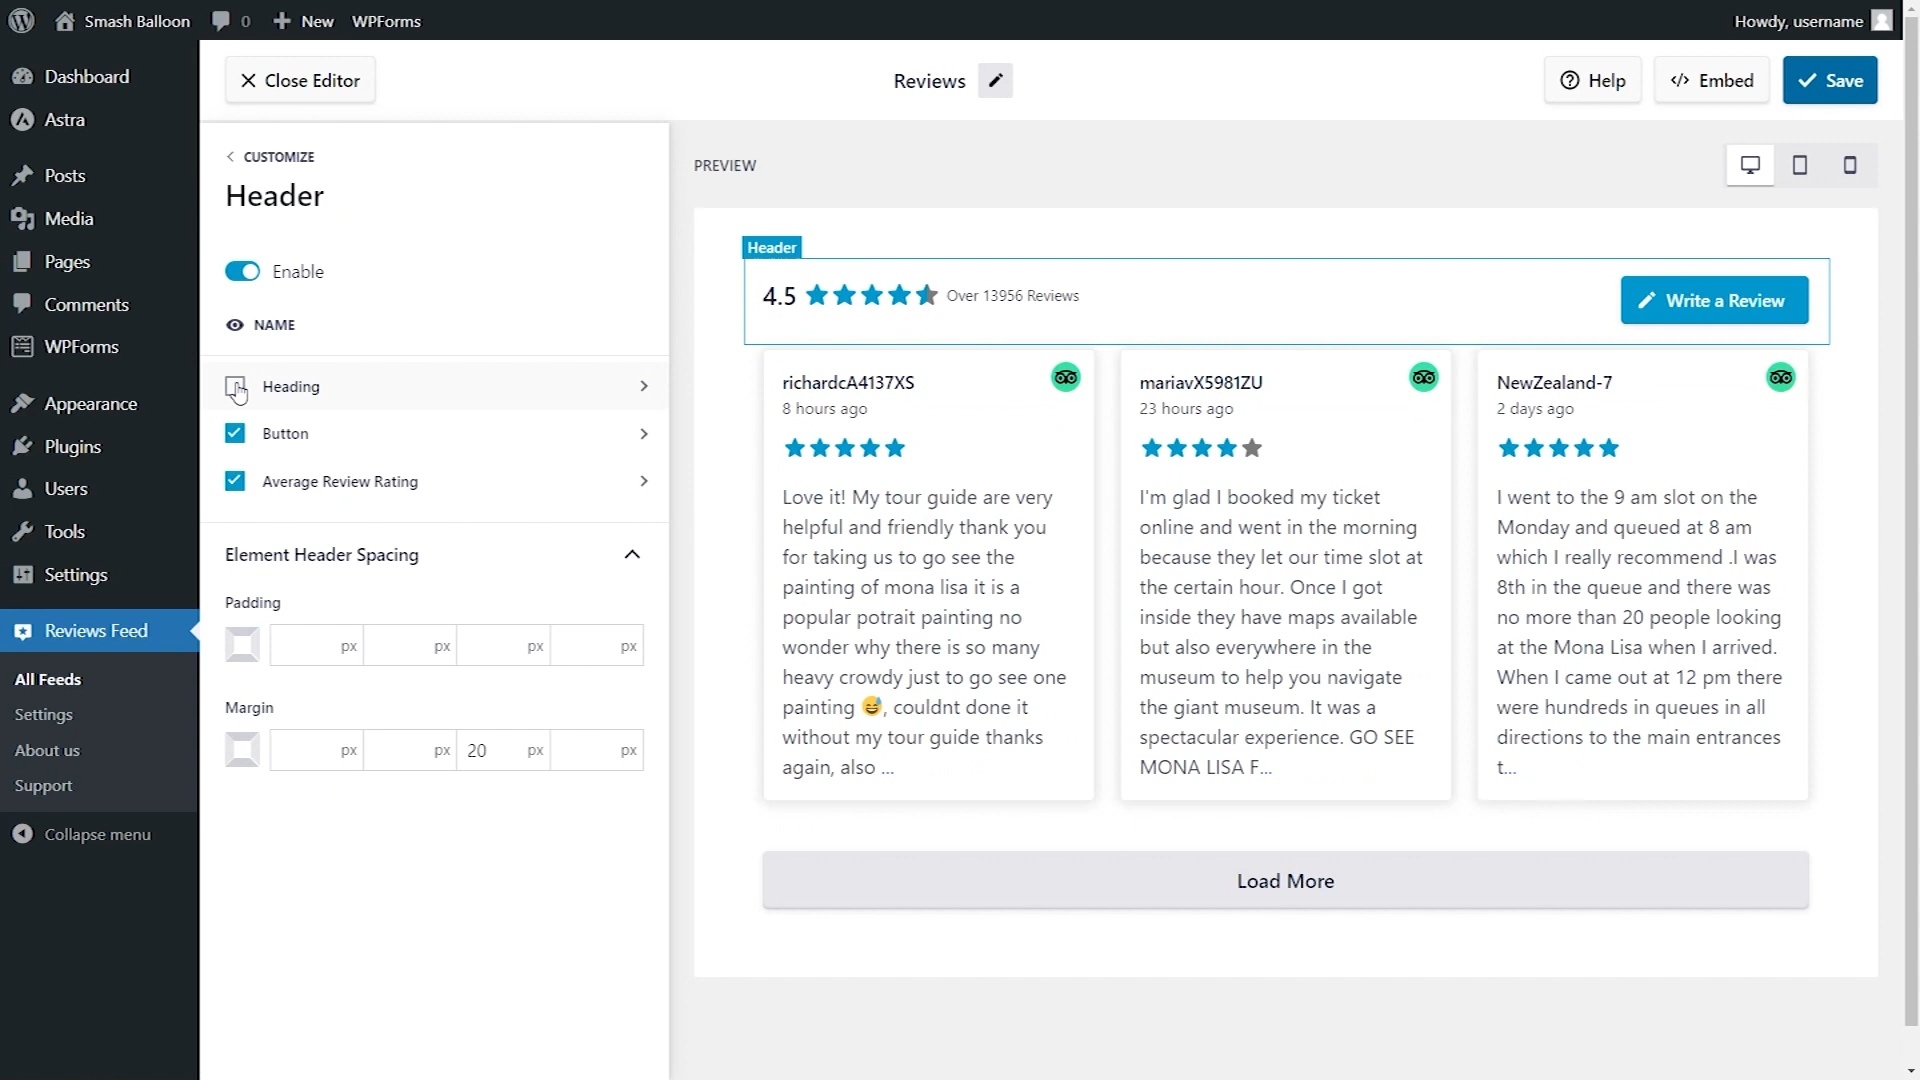 Smash Balloon 0 New WPForms Howdy, username
Dashboard
Astra
Posts
Media
Pages
Comments
WPForms
Appearance
Plugins
Users
Tools
Settings
Reviews Feed
All Feeds
Settings
About us
Support
Collapse menu
Close Editor
Reviews
Help
Embed
Save
CUSTOMIZE
Header
Enable
NAME
Heading
Button
Average Review Rating
Element Header Spacing
Padding
px px px px
Margin
px px 20 px px
PREVIEW
Header
4.5 Over 13956 Reviews
Write a Review
richardcA4137XS
8 hours ago
Love it! My tour guide are very
helpful and friendly thank you
for taking us to go see the
painting of mona lisa it is a
popular potrait painting no
wonder why there is so many
heavy crowdy just to go see one
painting 😅, couldnt done it
without my tour guide thanks
again, also ...
mariavX5981ZU
23 hours ago
I'm glad I booked my ticket
online and went in the morning
because they let our time slot at
the certain hour. Once I got
inside they have maps available
but also everywhere in the
museum to help you navigate
the giant museum. It was a
spectacular experience. GO SEE
MONA LISA F...
NewZealand-7
2 days ago
I went to the 9 am slot on the
Monday and queued at 8 am
which I really recommend .I was
8th in the queue and there was
no more than 20 people looking
at the Mona Lisa when I arrived.
When I came out at 12 pm there
were hundreds in queues in all
directions to the main entrances
t...
Load More